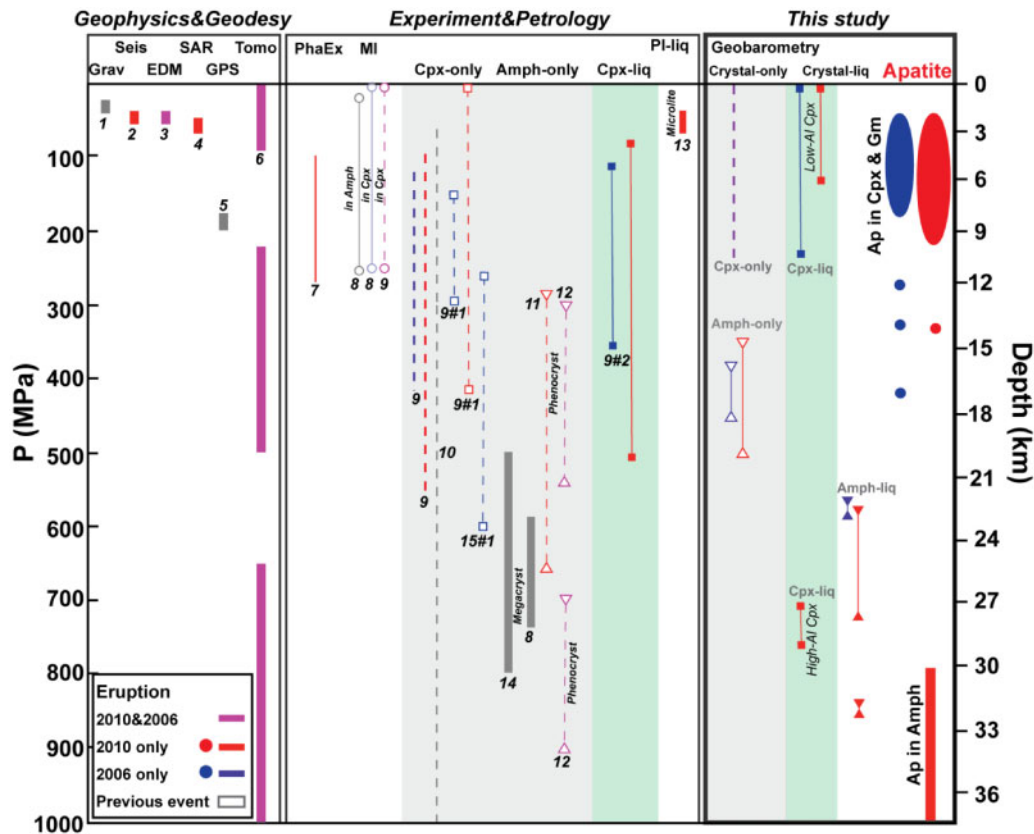 Geophysics&Geodesy
Experiment&Petrology
This study
Seis SAR Tomo
Grav EDM GPS
PhaEx MI Pl-liq
Cpx-only Amph-only Cpx-liq
Geobarometry
Crystal-only Crystal-liq Apatite
P (MPa)
100
200
300
400
500
600
700
800
900
1000
Depth (km)
0
3
6
9
12
15
18
21
24
27
30
33
36
1
2
3
4
5
6
7
in Amph
in Cpx
in Cpx
8
8
9
9
9
9#1
9#1
10
15#1
14
Megacryst
8
11
12
Phenocryst
Phenocryst
12
9#2
Microlite
13
Cpx-only
Cpx-liq
Low-Al Cpx
Amph-only
Amph-liq
Cpx-liq
High-Al Cpx
Ap in Cpx & Gm
Ap in Amph
Eruption
2010&2006
2010 only
2006 only
Previous event